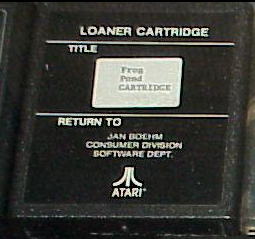 LOANER CARTRIDGE
TITLE
Frog
Pond
CARTRIDGE
RETURN TO
JAN BOEHM
CONSUMER DIVISION
SOFTWARE DEPT.
ATARI